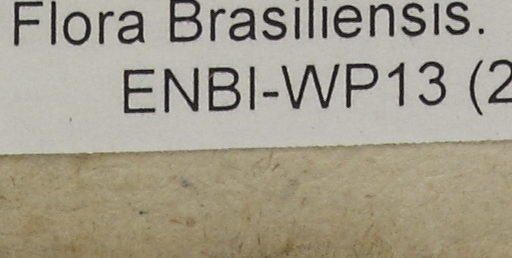 Flora Brasiliensis.
ENBI-WP13 (2